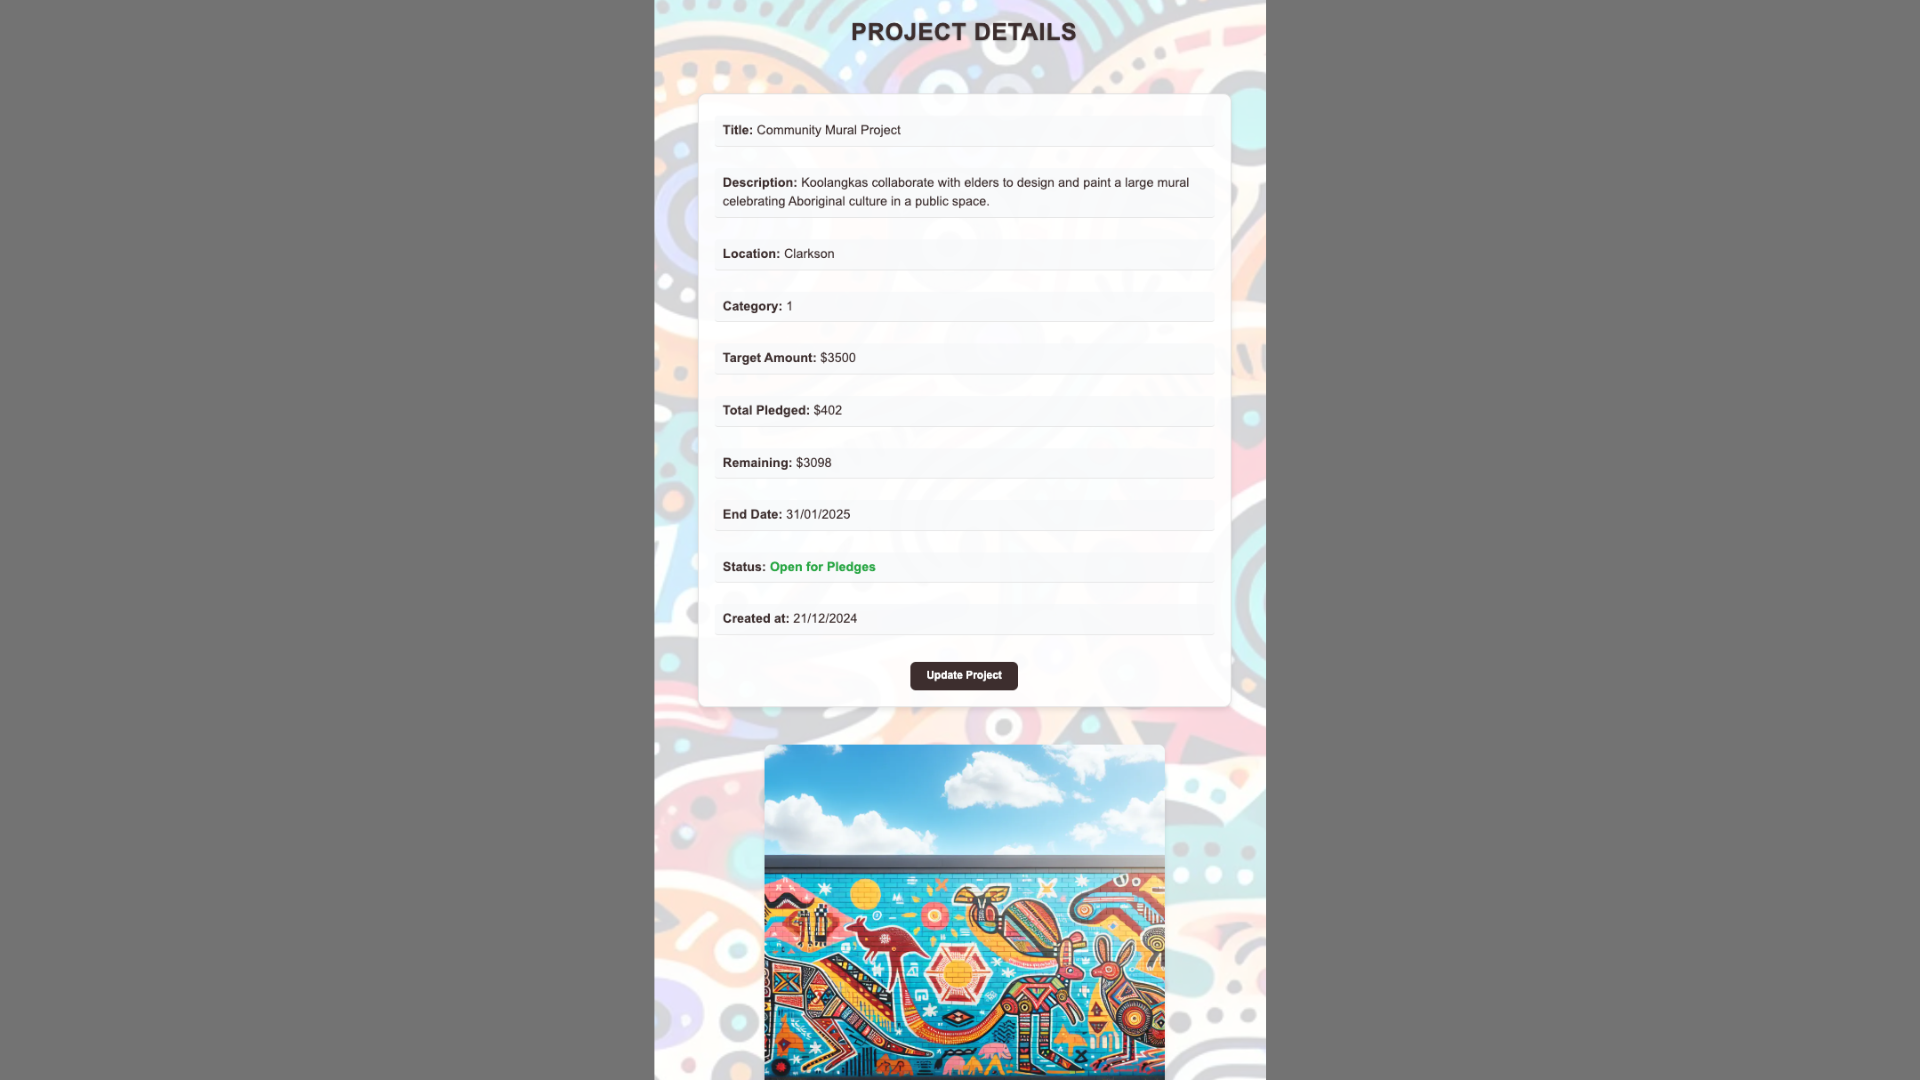 PROJECT DETAILS
Title: Community Mural Project
Description: Koolangkas collaborate with elders to design and paint a large mural
celebrating Aboriginal culture in a public space.
Location: Clarkson
Category: 1
Target Amount: $3500
Total Pledged: $402
Remaining: $3098
End Date: 31/01/2025
Status: Open for Pledges
Created at: 21/12/2024
Update Project